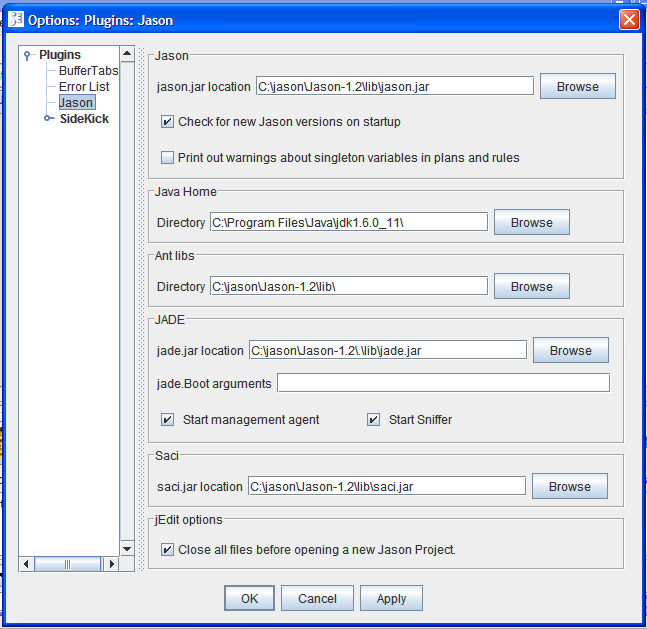 Options: Plugins: Jason
Plugins
BufferTabs
Error List
Jason
SideKick
Jason
jason.jar location C:\jason\Jason-1.2\lib\jason.jar Browse
Check for new Jason versions on startup
Print out warnings about singleton variables in plans and rules
Java Home
Directory C:\Program Files\Java\jdk1.6.0_11\ Browse
Ant libs
Directory C:\jason\Jason-1.2\lib\ Browse
JADE
jade.jar location C:\jason\Jason-1.2\.\lib\jade.jar Browse
jade.Boot arguments
Start management agent Start Sniffer
Saci
saci.jar location C:\jason\Jason-1.2\lib\saci.jar Browse
jEdit options
Close all files before opening a new Jason Project.
OK Cancel Apply